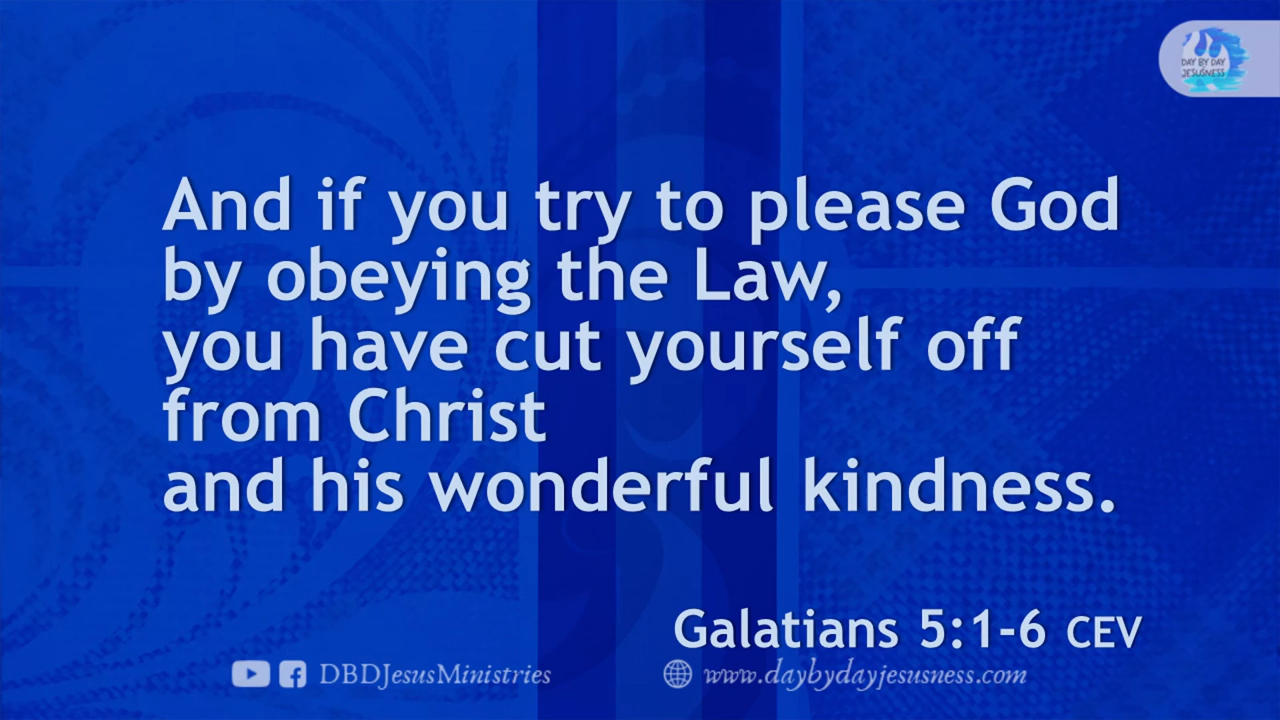 DAY BY DAY
JESUSNESS
And if you try to please God
by obeying the Law,
you have cut yourself off
from Christ
and his wonderful kindness.
Galatians 5:1-6 CEV
DBDJesusMinistries
www.daybydayjesusness.com